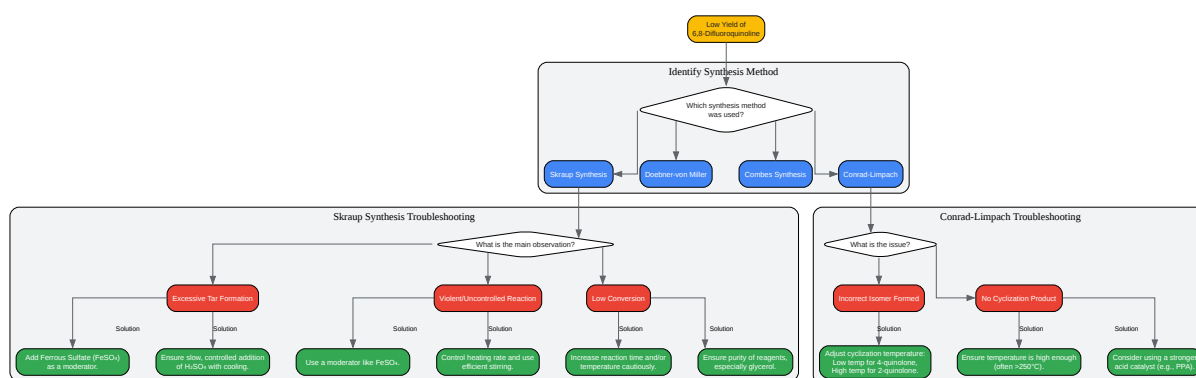 Low Yield of
6,8-Difluoroquinoline
Identify Synthesis Method
Which synthesis method
was used?
Skraup Synthesis
Doebner-von Miller
Combes Synthesis
Conrad-Limpach
Skraup Synthesis Troubleshooting
What is the main observation?
Excessive Tar Formation
Violent/Uncontrolled Reaction
Low Conversion
Solution
Solution
Solution
Solution
Solution
Solution
Add Ferrous Sulfate (FeSO₄)
as a moderator.
Ensure slow, controlled addition
of H₂SO₄ with cooling.
Use a moderator like FeSO₄.
Control heating rate and use
efficient stirring.
Increase reaction time and/or
temperature cautiously.
Ensure purity of reagents,
especially glycerol.
Conrad-Limpach Troubleshooting
What is the issue?
Incorrect Isomer Formed
No Cyclization Product
Solution
Solution
Solution
Adjust cyclization temperature:
Low temp for 4-quinolone,
High temp for 2-quinolone.
Ensure temperature is high enough
(often >250°C).
Consider using a stronger
acid catalyst (e.g., PPA).